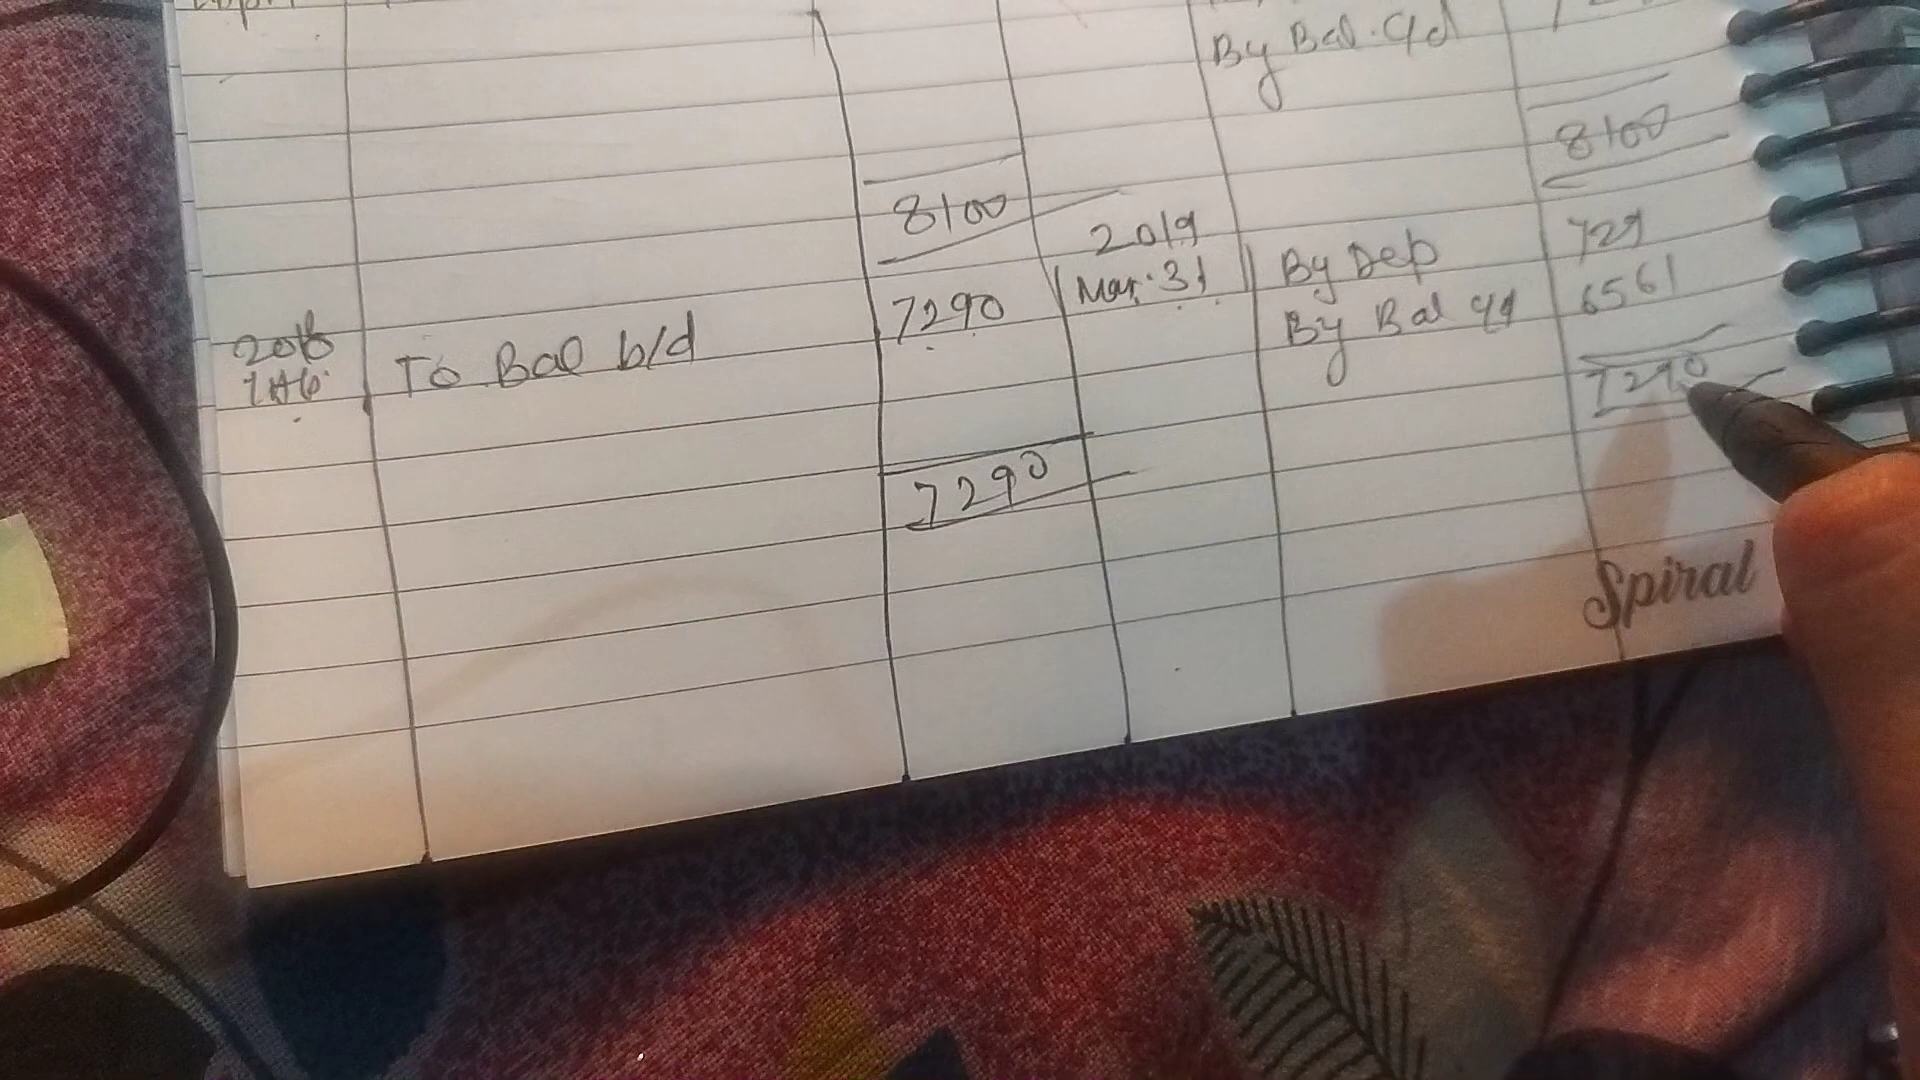 By Bal. c/d
8100
8100
2019
729
7290 Mar. 31 By Dep
6561
2018 To Bal b/d By Bal c/d
7290
7290
Spiral